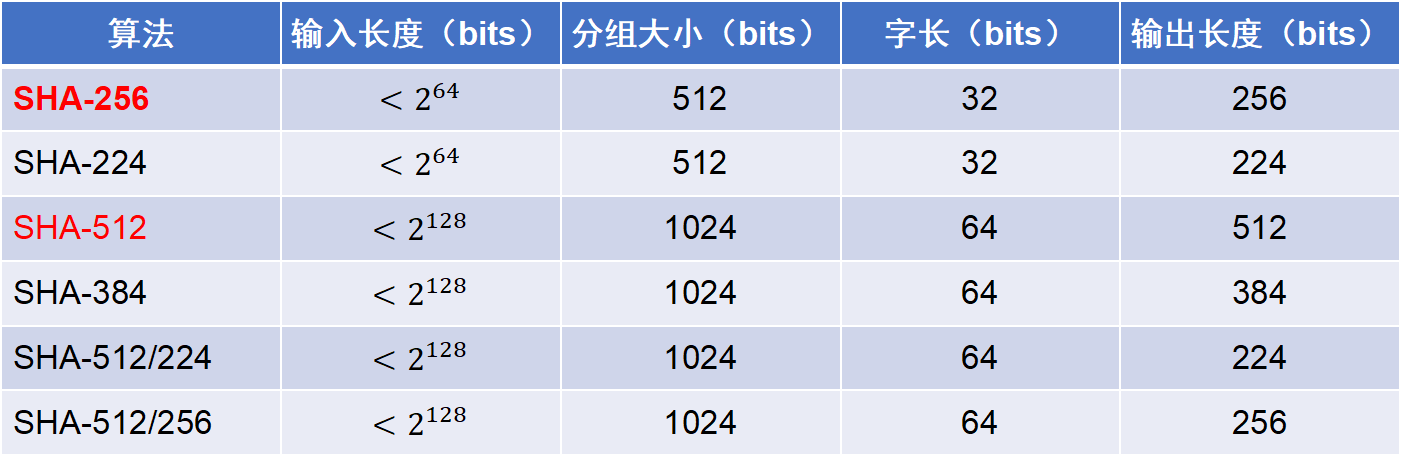 算法 输入长度（bits） 分组大小（bits） 字长（bits） 输出长度（bits）
SHA-256 < 2^64 512 32 256
SHA-224 < 2^64 512 32 224
SHA-512 < 2^128 1024 64 512
SHA-384 < 2^128 1024 64 384
SHA-512/224 < 2^128 1024 64 224
SHA-512/256 < 2^128 1024 64 256